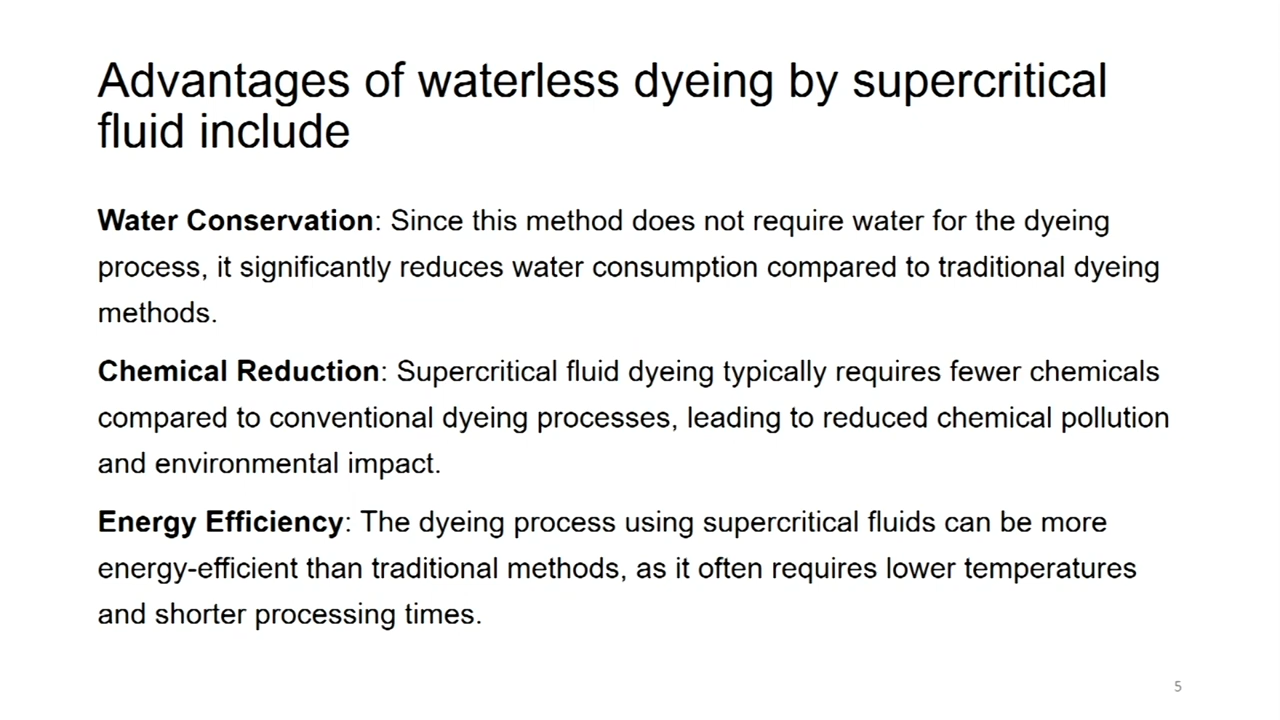 Advantages of waterless dyeing by supercritical
fluid include
Water Conservation: Since this method does not require water for the dyeing
process, it significantly reduces water consumption compared to traditional dyeing
methods.
Chemical Reduction: Supercritical fluid dyeing typically requires fewer chemicals
compared to conventional dyeing processes, leading to reduced chemical pollution
and environmental impact.
Energy Efficiency: The dyeing process using supercritical fluids can be more
energy-efficient than traditional methods, as it often requires lower temperatures
and shorter processing times.
5